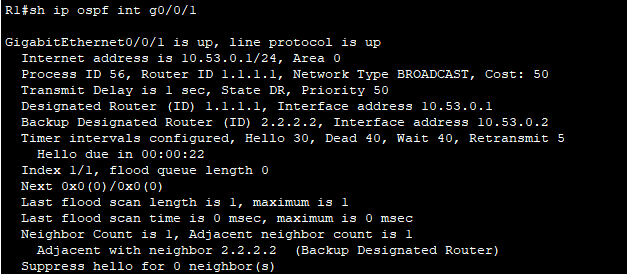 R1#sh ip ospf int g0/0/1
GigabitEthernet0/0/1 is up, line protocol is up
Internet address is 10.53.0.1/24, Area 0
Process ID 56, Router ID 1.1.1.1, Network Type BROADCAST, Cost: 50
Transmit Delay is 1 sec, State DR, Priority 50
Designated Router (ID) 1.1.1.1, Interface address 10.53.0.1
Backup Designated Router (ID) 2.2.2.2, Interface address 10.53.0.2
Timer intervals configured, Hello 30, Dead 40, Wait 40, Retransmit 5
Hello due in 00:00:22
Index 1/1, flood queue length 0
Next 0x0(0)/0x0(0)
Last flood scan length is 1, maximum is 1
Last flood scan time is 0 msec, maximum is 0 msec
Neighbor Count is 1, Adjacent neighbor count is 1
Adjacent with neighbor 2.2.2.2 (Backup Designated Router)
Suppress hello for 0 neighbor(s)